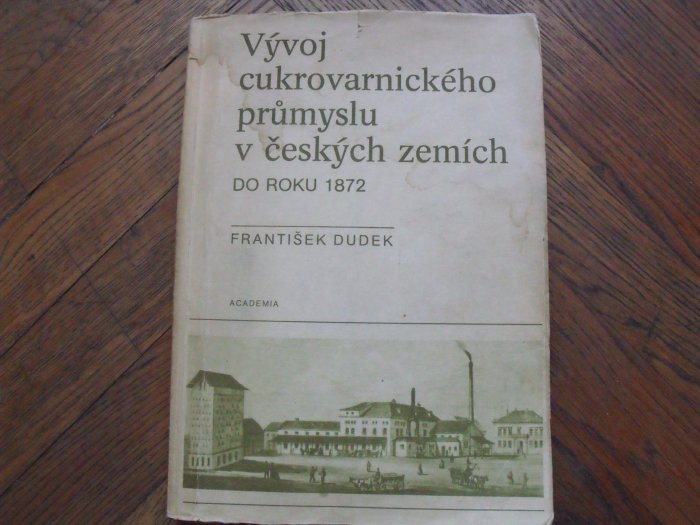 Vývoj
cukrovarnického
průmyslu
v českých zemích
DO ROKU 1872
FRANTIŠEK DUDEK
ACADEMIA